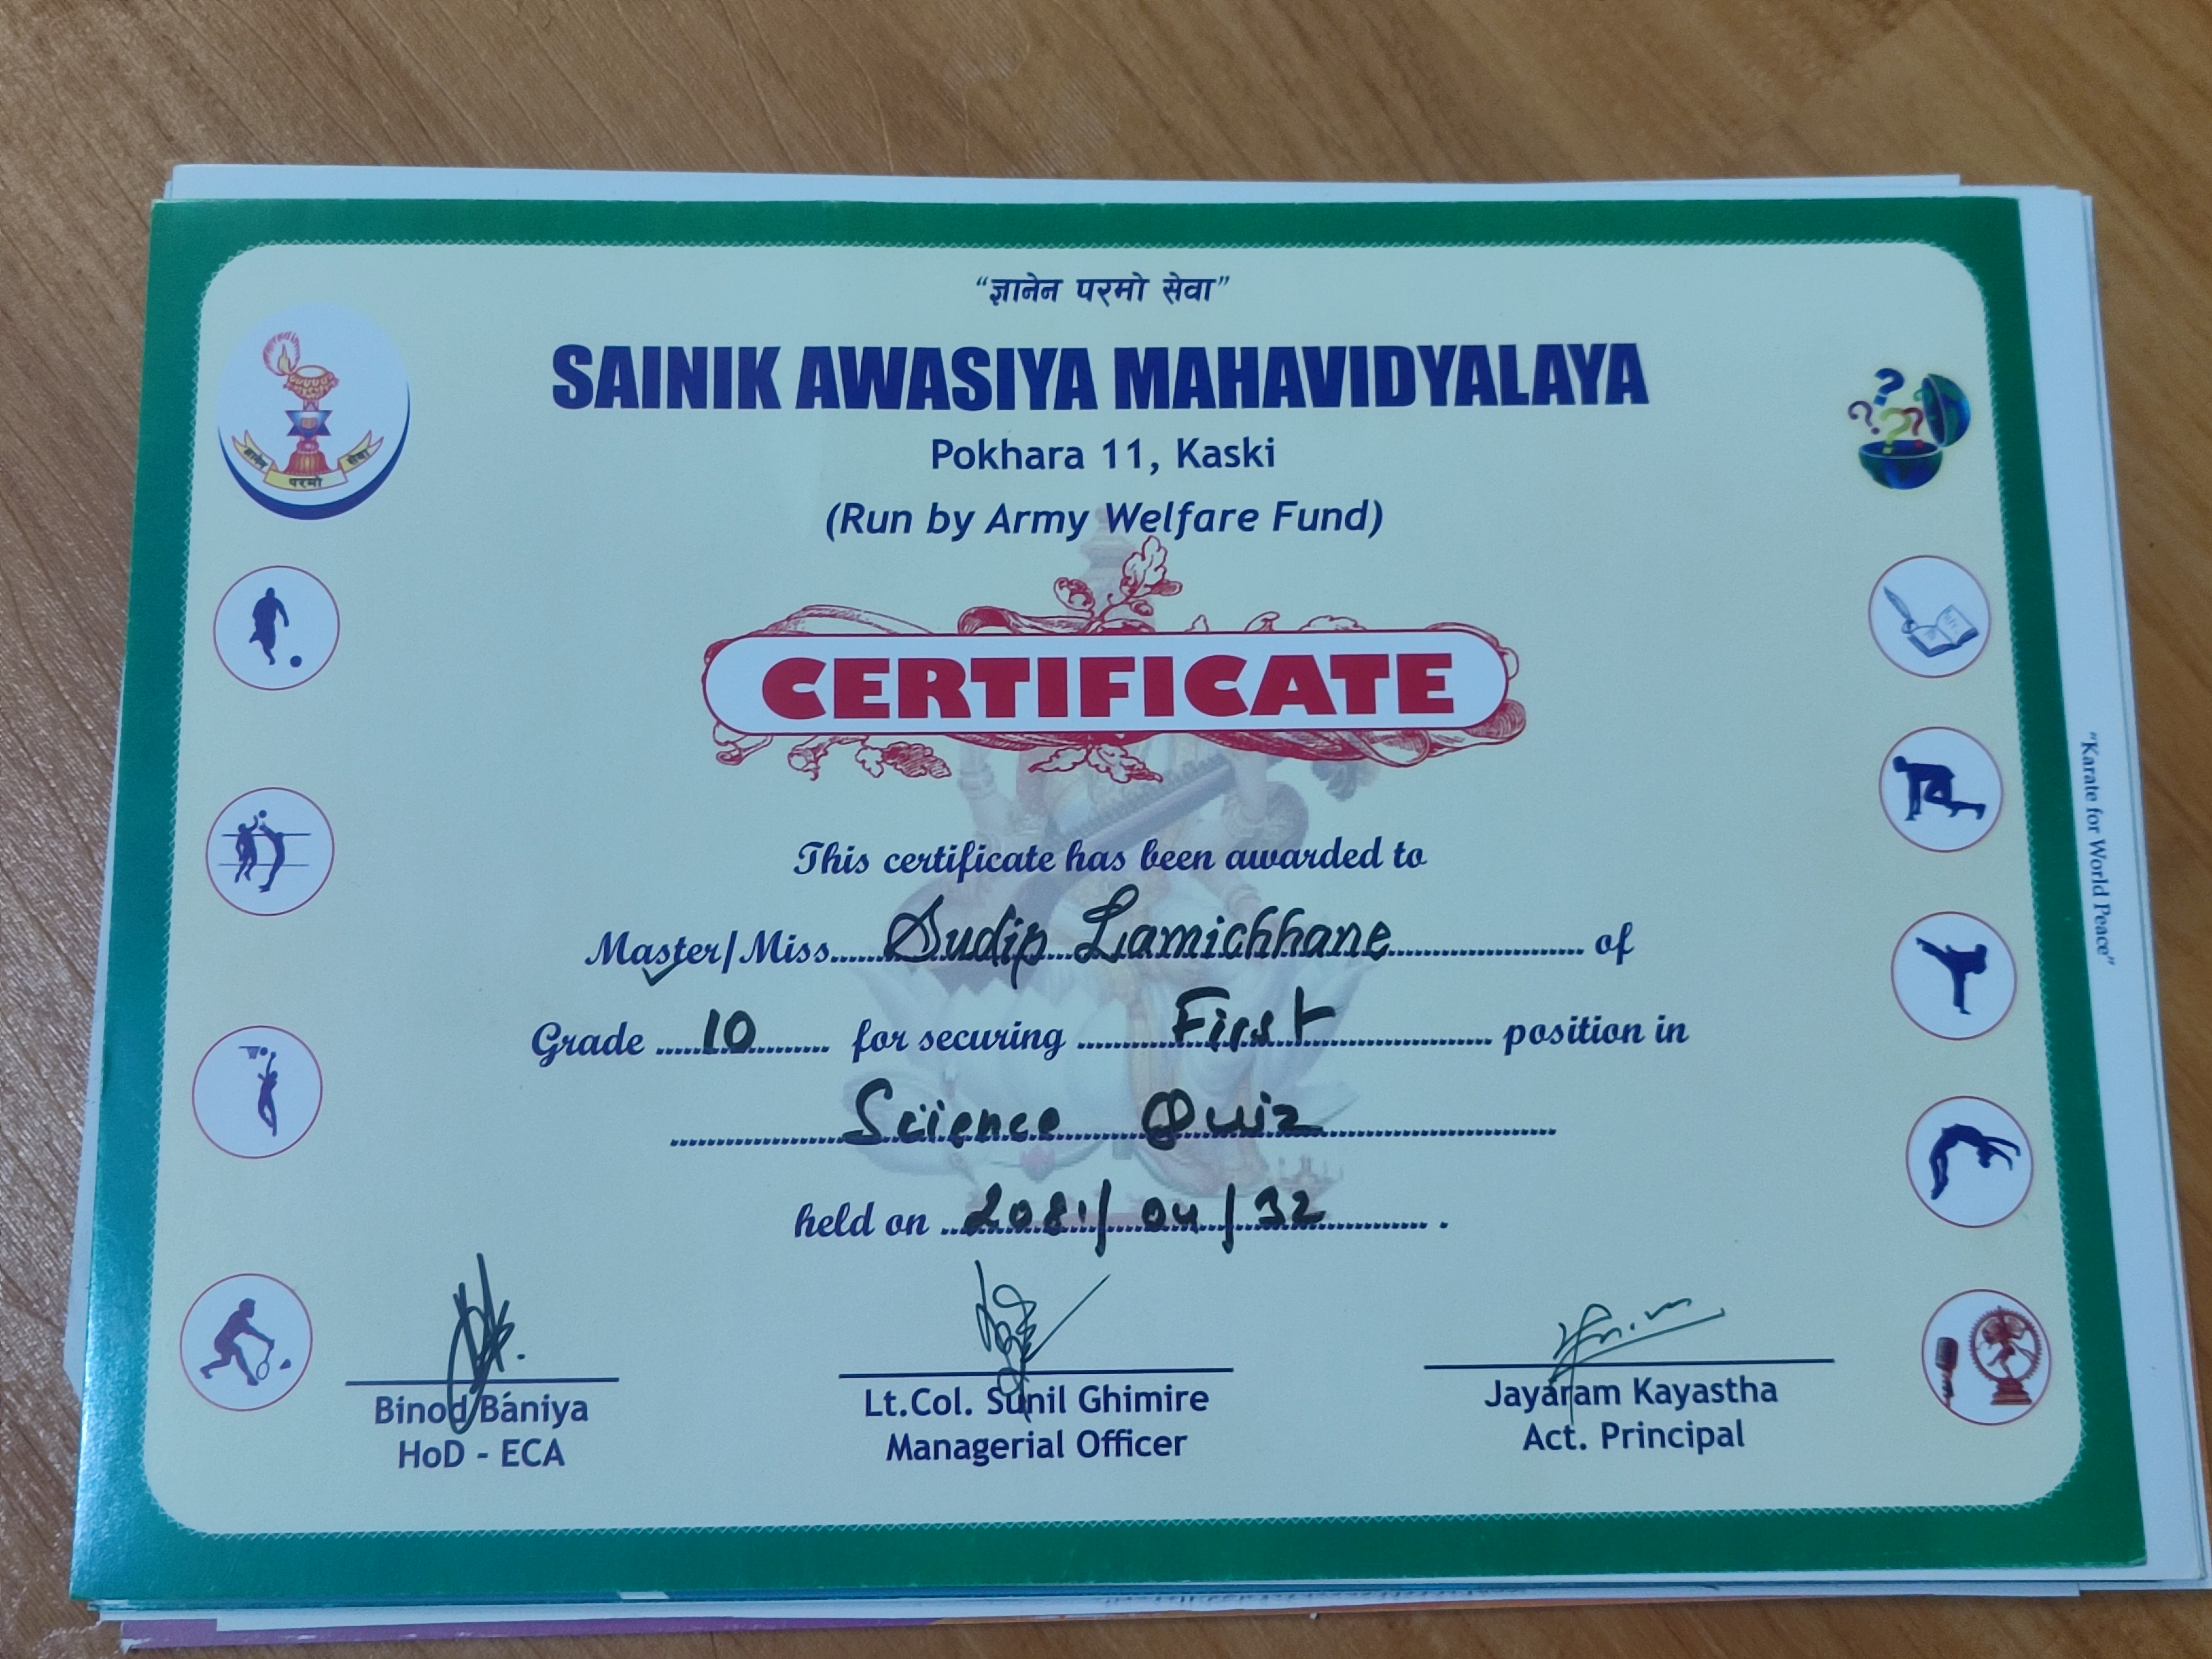 “ज्ञानेन परमो सेवा”
SAINIK AWASIYA MAHAVIDYALAYA
Pokhara 11, Kaski
(Run by Army Welfare Fund)
ज्ञानेन परमो सेवा
CERTIFICATE
This certificate has been awarded to
Master/Miss Sudip Lamichhane of
Grade 10 for securing First position in
Science Quiz
held on 2081/04/32.
Binod Baniya
HoD - ECA
Lt.Col. Sunil Ghimire
Managerial Officer
Jayaram Kayastha
Act. Principal
"Karate for World Peace"